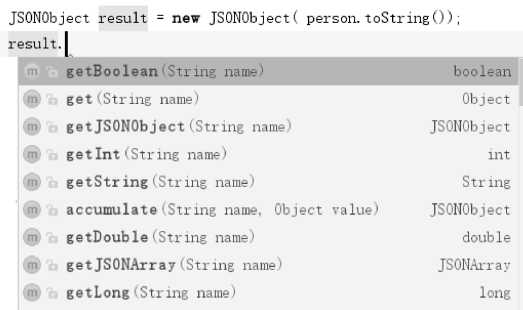 JSONObject result = new JSONObject( person.toString());
result.
m getBoolean(String name) boolean
m get(String name) Object
m getJSONObject(String name) JSONObject
m getInt(String name) int
m getString(String name) String
m accumulate(String name, Object value) JSONObject
m getDouble(String name) double
m getJSONArray(String name) JSONArray
m getLong(String name) long